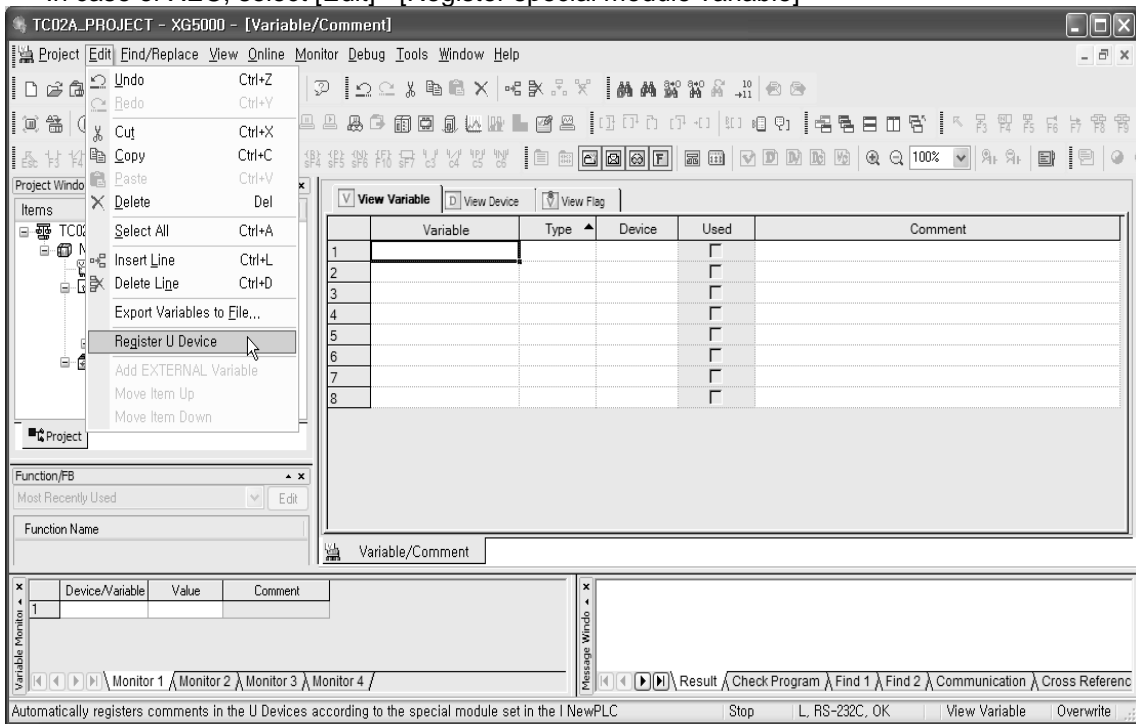 TC02A_PROJECT - XG5000 - [Variable/Comment]
Project Edit Find/Replace View Online Monitor Debug Tools Window Help
Undo Ctrl+Z
Redo Ctrl+Y
Cut Ctrl+X
Copy Ctrl+C
Paste Ctrl+V
Delete Del
Select All Ctrl+A
Insert Line Ctrl+L
Delete Line Ctrl+D
Export Variables to File...
Register U Device
Add EXTERNAL Variable
Move Item Up
Move Item Down
100%
Project Windo
Items
TC02
Project
View Variable View Device View Flag
Variable Type Device Used Comment
1
2
3
4
5
6
7
8
Function/FB
Most Recently Used Edit
Function Name
Variable/Comment
Variable Monitor
Device/Variable Value Comment
1
Monitor 1 Monitor 2 Monitor 3 Monitor 4
Message Windo
Result Check Program Find 1 Find 2 Communication Cross Referenc
Automatically registers comments in the U Devices according to the special module set in the I NewPLC Stop L, RS-232C, OK View Variable Overwrite